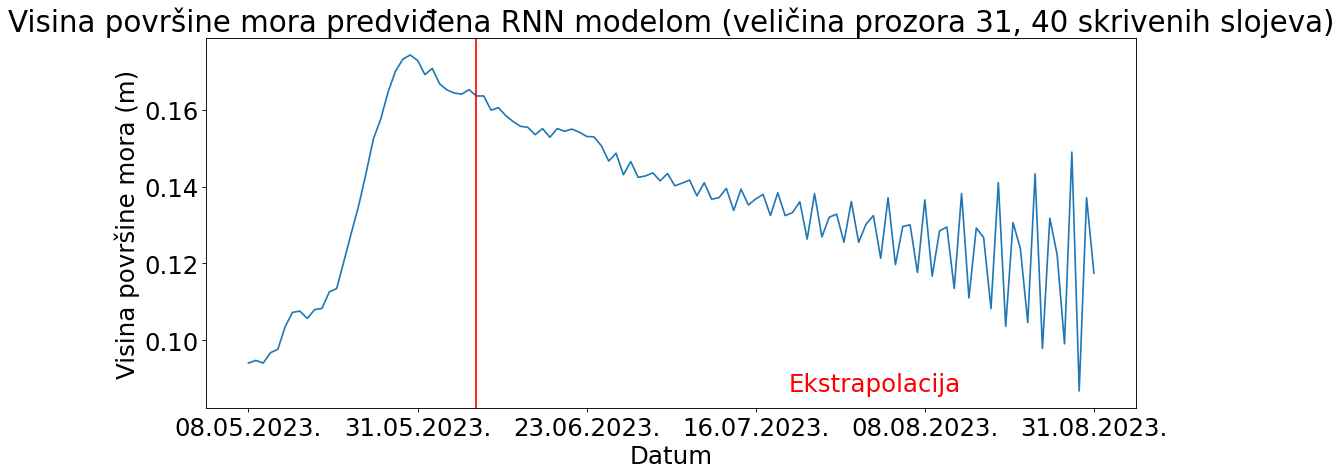 Visina površine mora predviđena RNN modelom (veličina prozora 31, 40 skrivenih slojeva)
Visina površine mora (m)
0.16
0.14
0.12
0.10
Ekstrapolacija
08.05.2023. 31.05.2023. 23.06.2023. 16.07.2023. 08.08.2023. 31.08.2023.
Datum